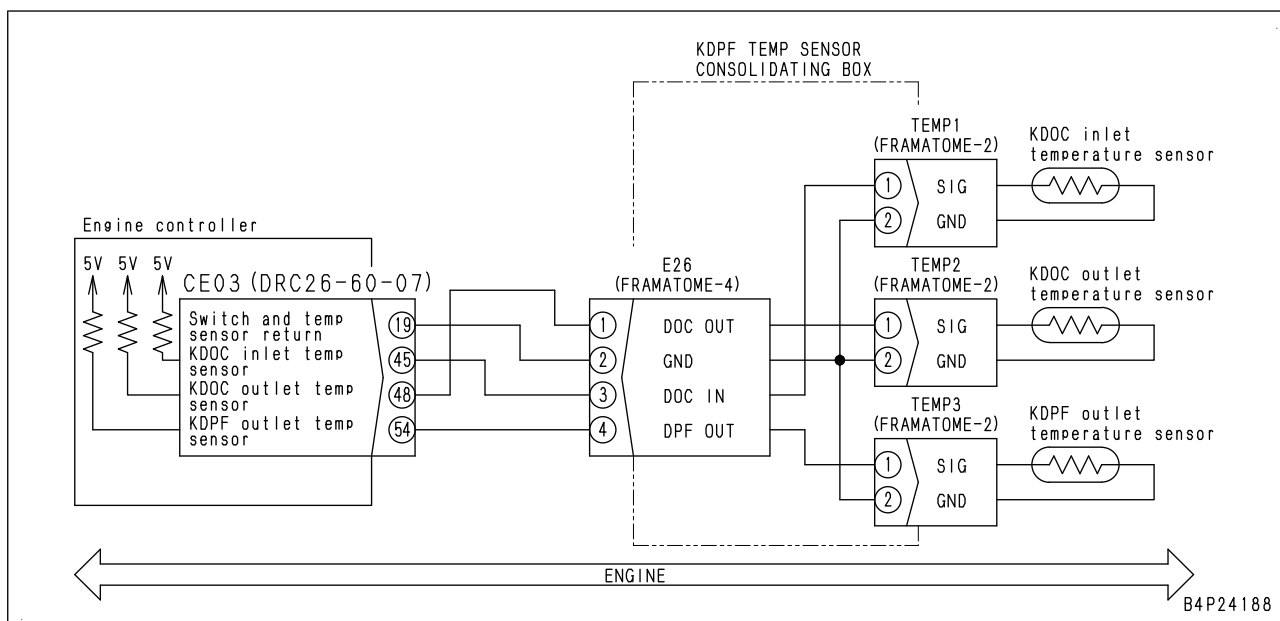 KDPF TEMP SENSOR
CONSOLIDATING BOX
TEMP1
(FRAMATOME-2)
KDOC inlet
temperature sensor
1 SIG
2 GND
Engine controller
5V 5V 5V
CE03 (DRC26-60-07)
E26
(FRAMATOME-4)
TEMP2
(FRAMATOME-2)
KDOC outlet
temperature sensor
Switch and temp
sensor return
19
KDOC inlet temp
sensor
45
KDOC outlet temp
sensor
48
KDPF outlet temp
sensor
54
1 DOC OUT
2 GND
3 DOC IN
4 DPF OUT
1 SIG
2 GND
TEMP3
(FRAMATOME-2)
KDPF outlet
temperature sensor
1 SIG
2 GND
ENGINE
B4P24188